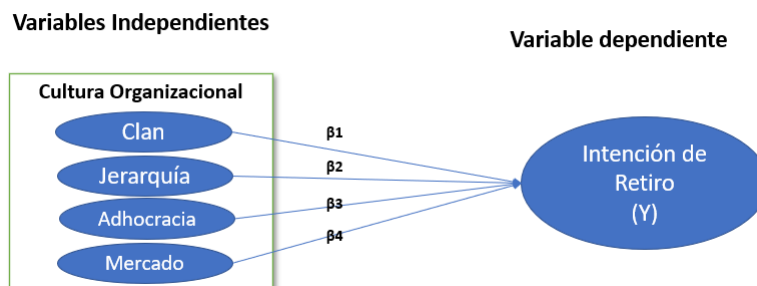 Variables Independientes
Variable dependiente
Cultura Organizacional
Clan
Jerarquía
Adhocracia
Mercado
β1
β2
β3
β4
Intención de
Retiro
(Y)